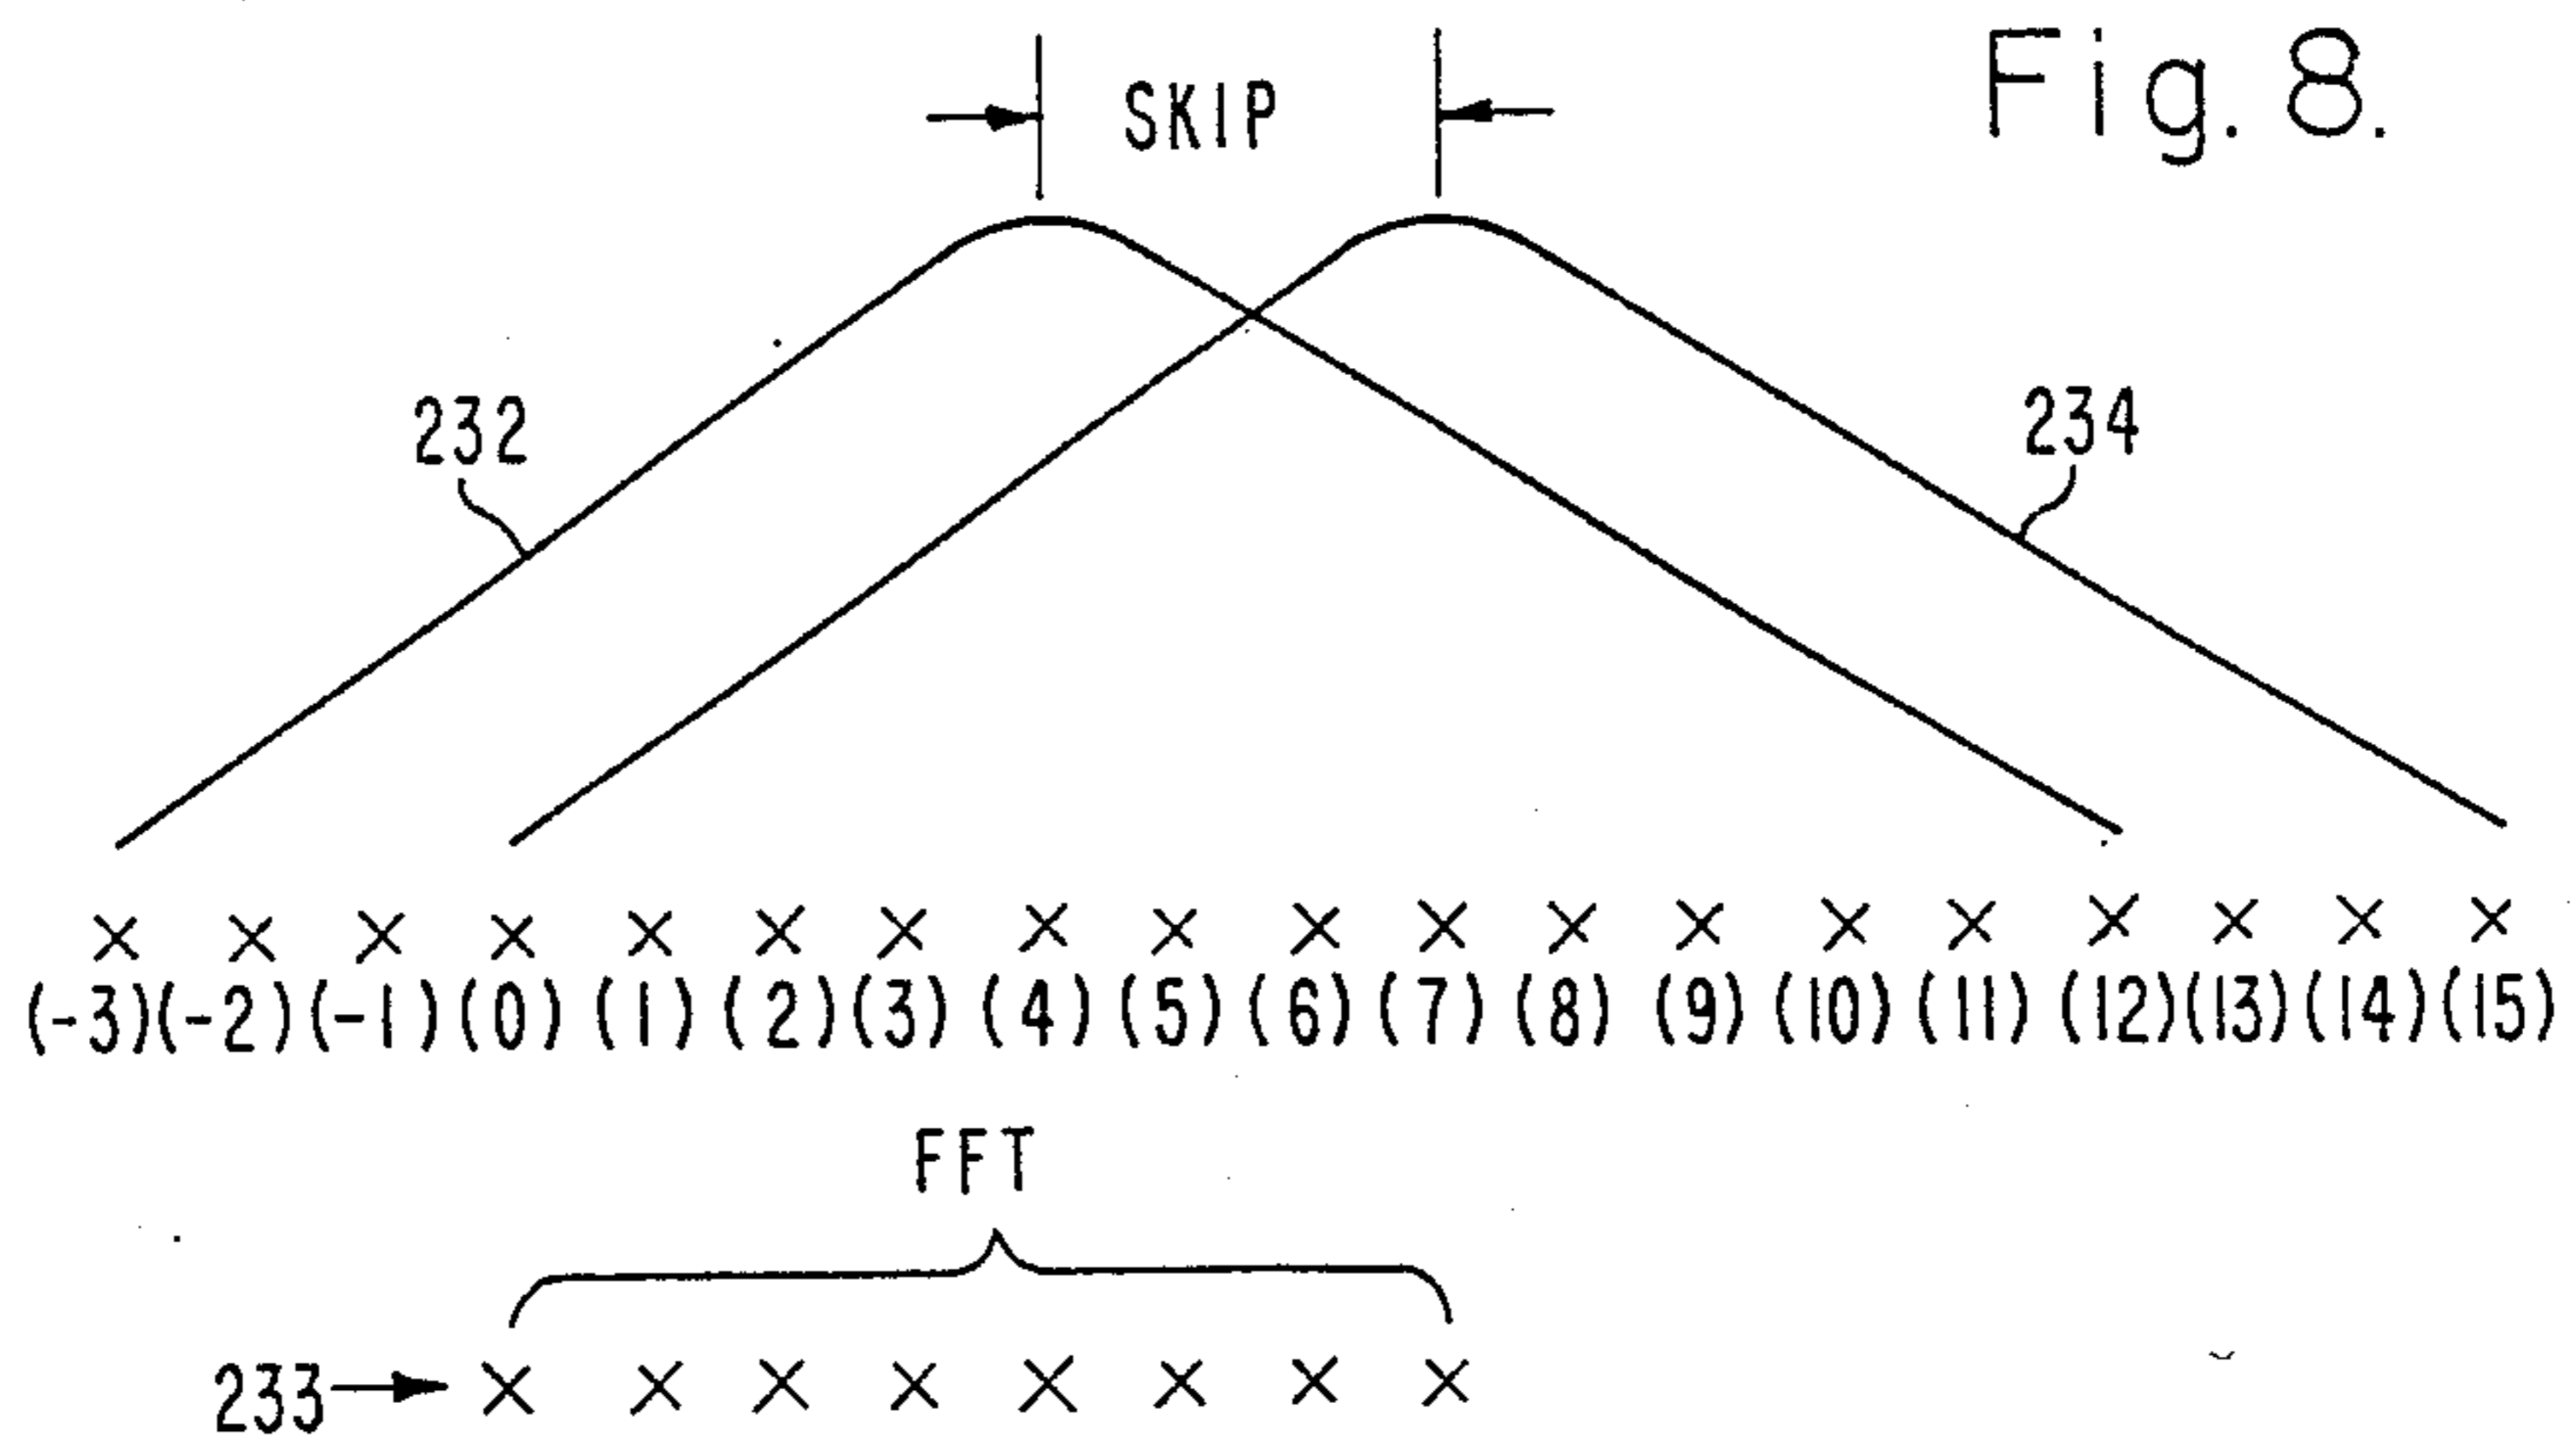 Fig. 8.
SKIP
232
234
(-3) (-2) (-1) (0) (1) (2) (3) (4) (5) (6) (7) (8) (9) (10) (11) (12) (13) (14) (15)
FFT
233